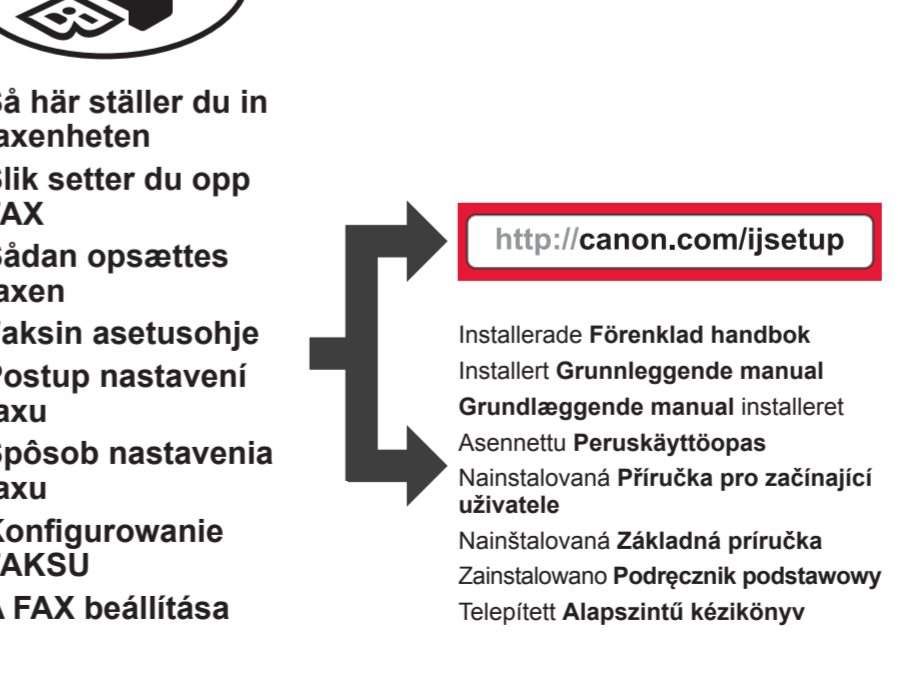 Så här ställer du in
faxenheten
Slik setter du opp
FAX
Sådan opsættes
faxen
Faksin asetusohje
Postup nastavení
faxu
Spôsob nastavenia
faxu
Konfigurowanie
FAKSU
A FAX beállítása
http://canon.com/ijsetup
Installerade Förenklad handbok
Installert Grunnleggende manual
Grundlæggende manual installeret
Asennettu Peruskäyttöopas
Nainstalovaná Příručka pro začínající
uživatele
Nainštalovaná Základná príručka
Zainstalowano Podręcznik podstawowy
Telepített Alapszintű kézikönyv